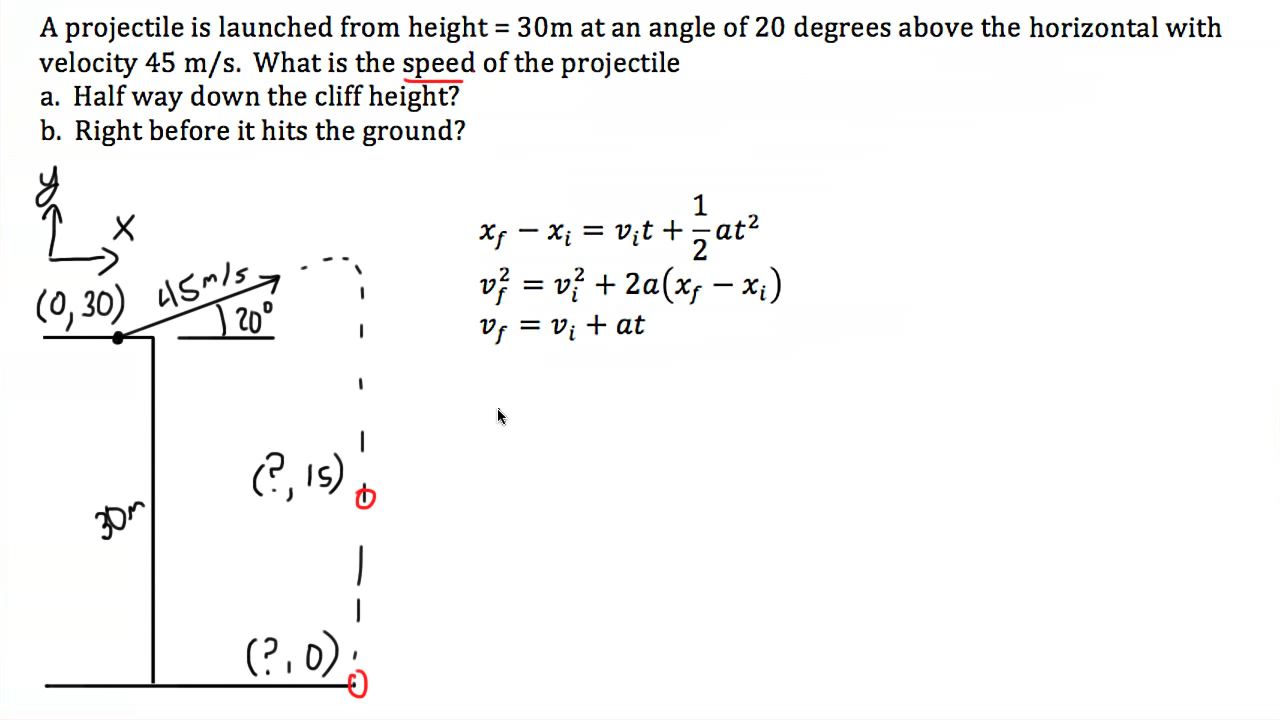 A projectile is launched from height = 30m at an angle of 20 degrees above the horizontal with
velocity 45 m/s. What is the speed of the projectile
a. Half way down the cliff height?
b. Right before it hits the ground?
y
x
45m/s
(0,30)
20°
x_f − x_i = v_i t + 1/2 at²
v_f² = v_i² + 2a(x_f − x_i)
v_f = v_i + at
(?, 15)
30m
(?, 0)